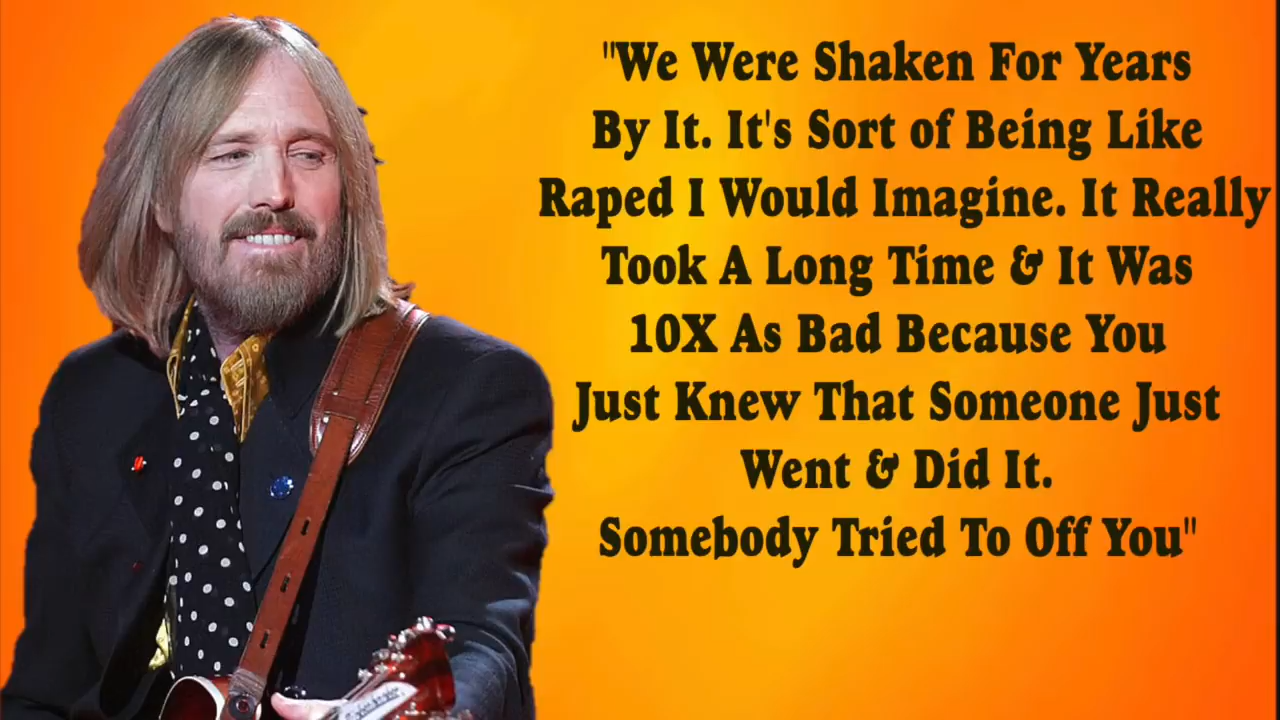 "We Were Shaken For Years
By It. It's Sort of Being Like
Raped I Would Imagine. It Really
Took A Long Time & It Was
10X As Bad Because You
Just Knew That Someone Just
Went & Did It.
Somebody Tried To Off You"